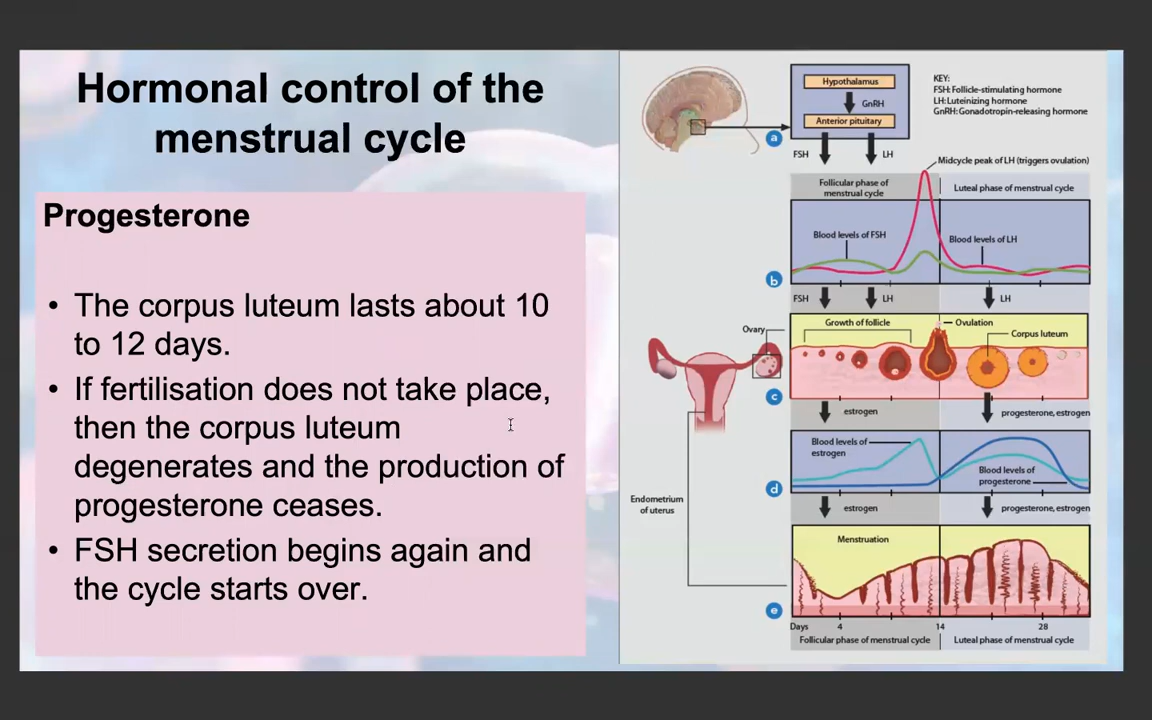 Hormonal control of the
menstrual cycle
Progesterone
• The corpus luteum lasts about 10
to 12 days.
• If fertilisation does not take place,
then the corpus luteum
degenerates and the production of
progesterone ceases.
• FSH secretion begins again and
the cycle starts over.
Hypothalamus
GnRH
Anterior pituitary
KEY:
FSH: Follicle-stimulating hormone
LH: Luteinizing hormone
GnRH: Gonadotropin-releasing hormone
a
FSH
LH
Midcycle peak of LH (triggers ovulation)
Follicular phase of
menstrual cycle
Luteal phase of menstrual cycle
Blood levels of FSH
Blood levels of LH
b
FSH
LH
LH
Ovary
Growth of follicle
Ovulation
Corpus luteum
c
estrogen
progesterone, estrogen
Blood levels of
estrogen
Blood levels of
progesterone
d
Endometrium
of uterus
estrogen
progesterone, estrogen
Menstruation
e
Days
4
14
28
Follicular phase of menstrual cycle
Luteal phase of menstrual cycle